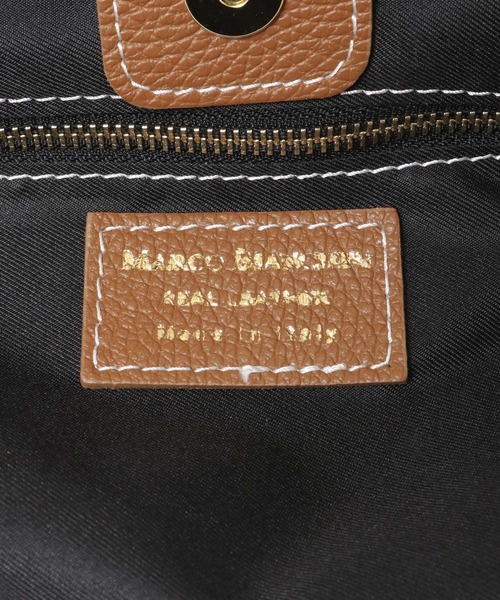 MARCO BIANCHINI
REAL LEATHER
Made in Italy